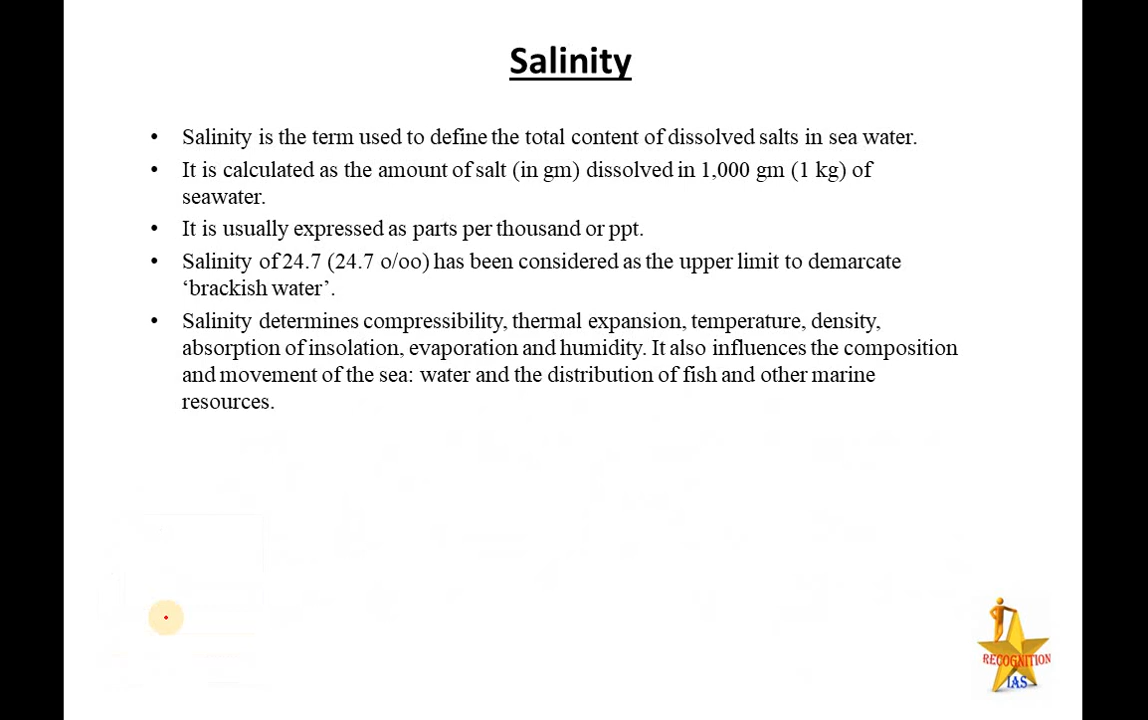 Salinity
• Salinity is the term used to define the total content of dissolved salts in sea water.
• It is calculated as the amount of salt (in gm) dissolved in 1,000 gm (1 kg) of
seawater.
• It is usually expressed as parts per thousand or ppt.
• Salinity of 24.7 (24.7 o/oo) has been considered as the upper limit to demarcate
‘brackish water’.
• Salinity determines compressibility, thermal expansion, temperature, density,
absorption of insolation, evaporation and humidity. It also influences the composition
and movement of the sea: water and the distribution of fish and other marine
resources.
RECOGNITION
IAS